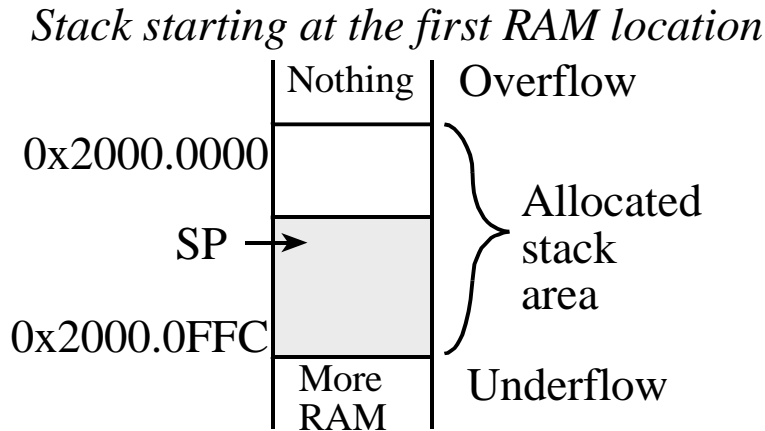 Stack starting at the first RAM location
Nothing
Overflow
0x2000.0000
Allocated
stack
area
SP
0x2000.0FFC
More
RAM
Underflow